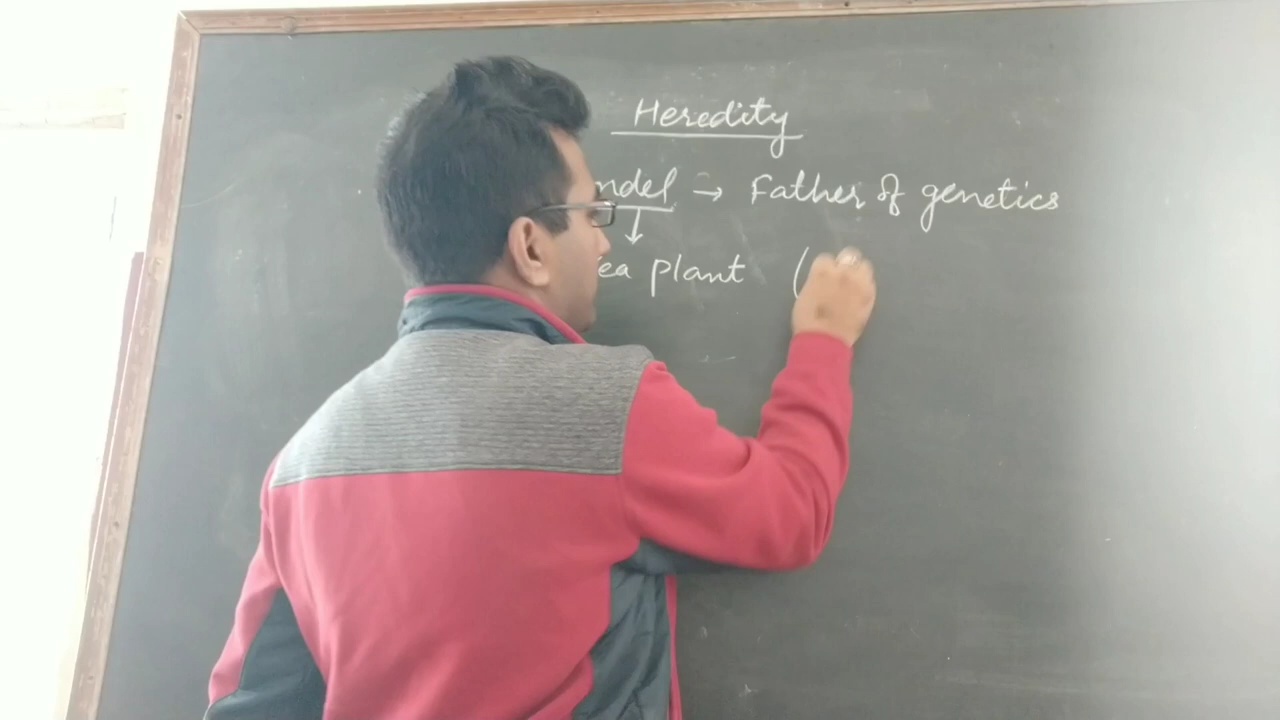 Heredity
ndel → Father of genetics
↓
ea plant (